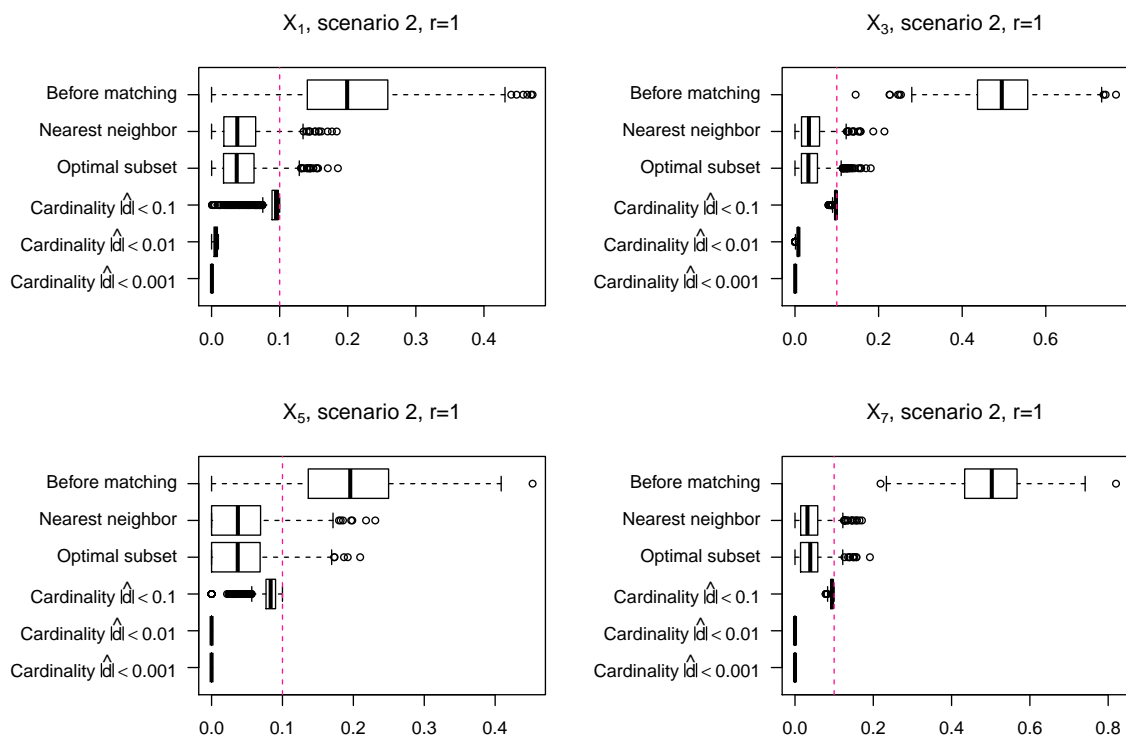 X₁, scenario 2, r=1
Before matching
Nearest neighbor
Optimal subset
Cardinality |d̂| < 0.1
Cardinality |d̂| < 0.01
Cardinality |d̂| < 0.001
0.0 0.1 0.2 0.3 0.4
X₃, scenario 2, r=1
Before matching
Nearest neighbor
Optimal subset
Cardinality |d̂| < 0.1
Cardinality |d̂| < 0.01
Cardinality |d̂| < 0.001
0.0 0.2 0.4 0.6
X₅, scenario 2, r=1
Before matching
Nearest neighbor
Optimal subset
Cardinality |d̂| < 0.1
Cardinality |d̂| < 0.01
Cardinality |d̂| < 0.001
0.0 0.1 0.2 0.3 0.4
X₇, scenario 2, r=1
Before matching
Nearest neighbor
Optimal subset
Cardinality |d̂| < 0.1
Cardinality |d̂| < 0.01
Cardinality |d̂| < 0.001
0.0 0.2 0.4 0.6 0.8